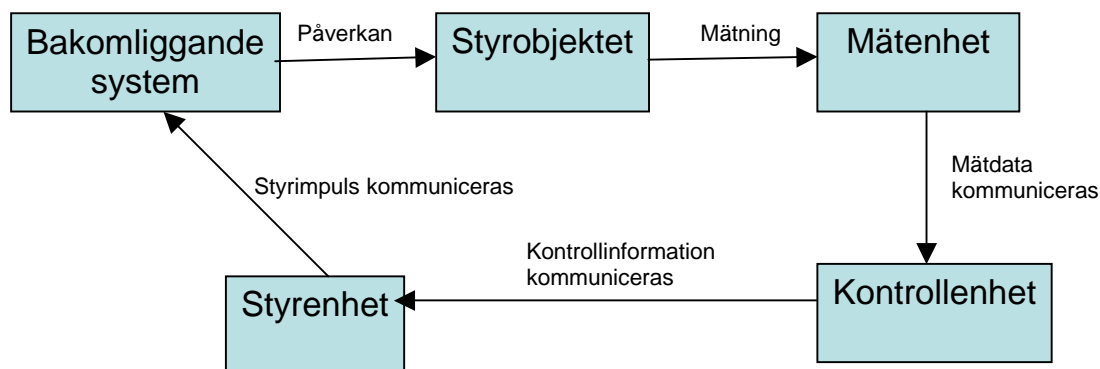 Bakomliggande
system
Påverkan
Styrobjektet
Mätning
Mätenhet
Mätdata
kommuniceras
Styrimpuls kommuniceras
Kontrollinformation
kommuniceras
Styrenhet
Kontrollenhet